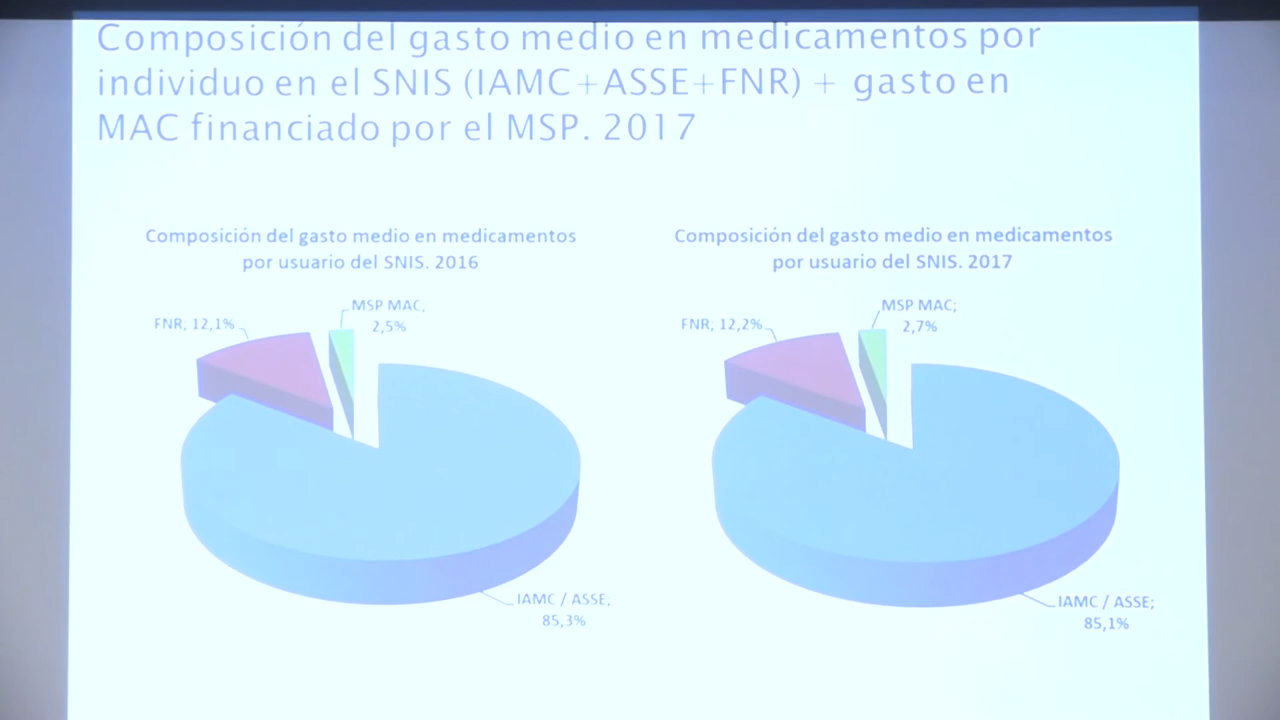 Composición del gasto medio en medicamentos por
individuo en el SNIS (IAMC+ASSE+FNR) + gasto en
MAC financiado por el MSP. 2017
Composición del gasto medio en medicamentos
por usuario del SNIS. 2016
MSP MAC,
2,5%
FNR; 12,1%
IAMC / ASSE,
85,3%
Composición del gasto medio en medicamentos
por usuario del SNIS. 2017
MSP MAC;
2,7%
FNR; 12,2%
IAMC / ASSE;
85,1%